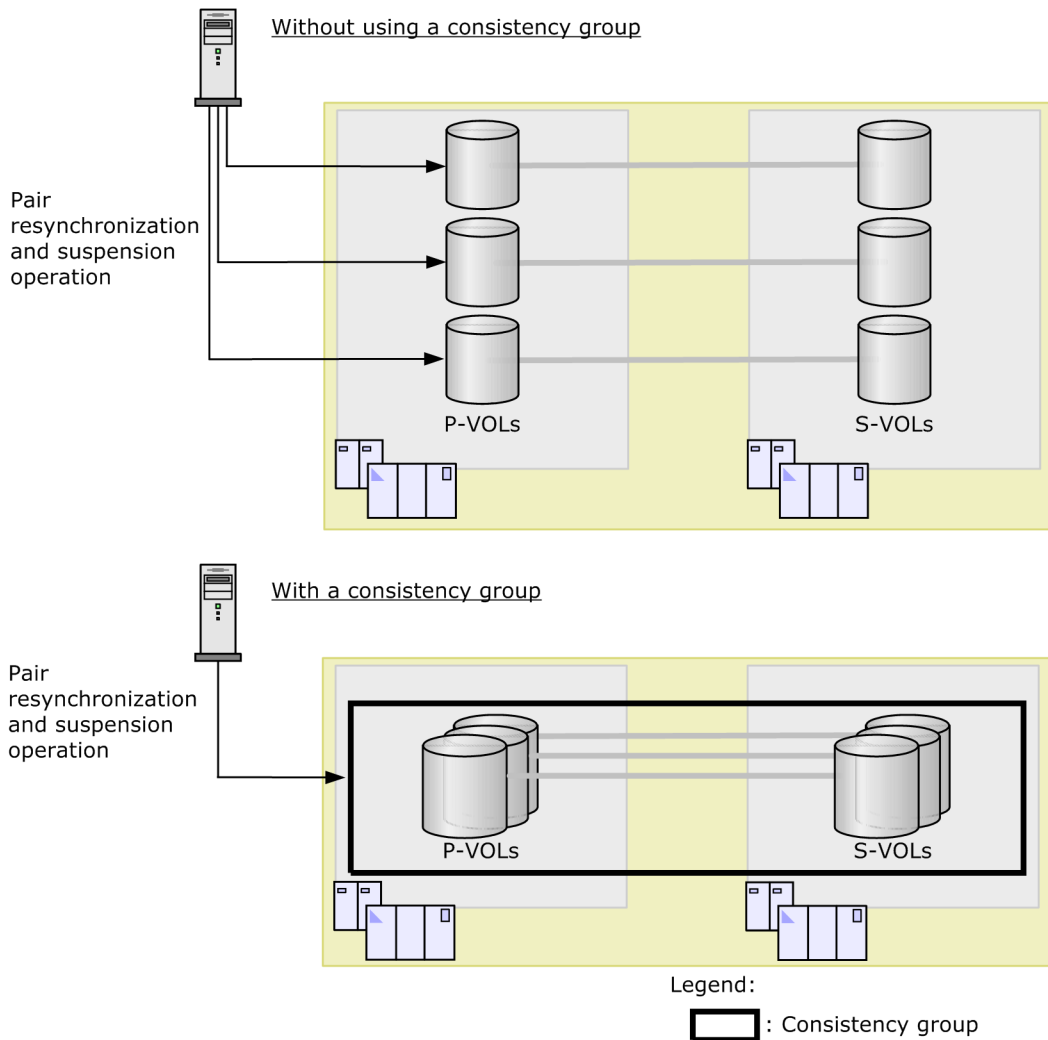 Without using a consistency group
Pair
resynchronization
and suspension
operation
P-VOLs
S-VOLs
With a consistency group
Pair
resynchronization
and suspension
operation
P-VOLs
S-VOLs
Legend:
: Consistency group